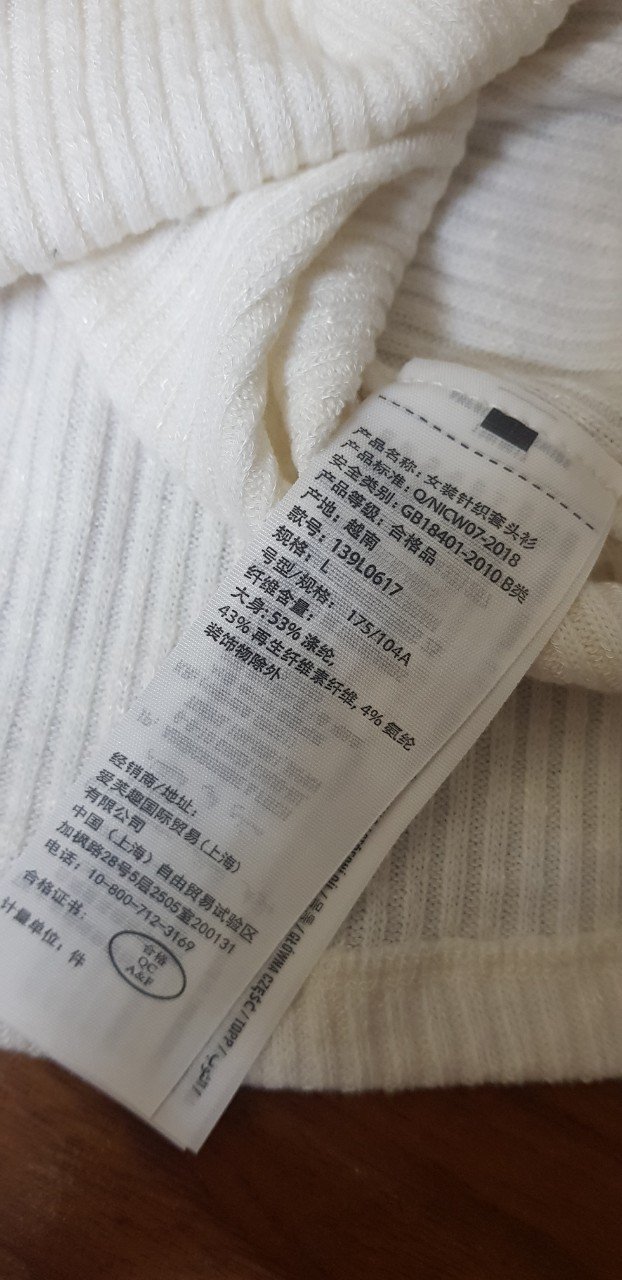 产品名称：女装针织套头衫
产品标准：Q/NICW07-2018
安全类别：GB18401-2010 B类
产品等级：合格品
产地：越南
款号：139L0617
规格：L
号型/规格：175/104A
纤维含量：
大身：53% 涤纶,
43% 再生纤维素纤维, 4% 氨纶
装饰物除外
经销商/地址：
爱芙趣国际贸易(上海)
有限公司
中国（上海）自由贸易试验区
加枫路28号5层2505室200131
电话：10-800-712-3169
合格证书：
合格
QC
A&F
计量单位：件
/ GŁÓWNA CZĘŚĆ / TOPP /